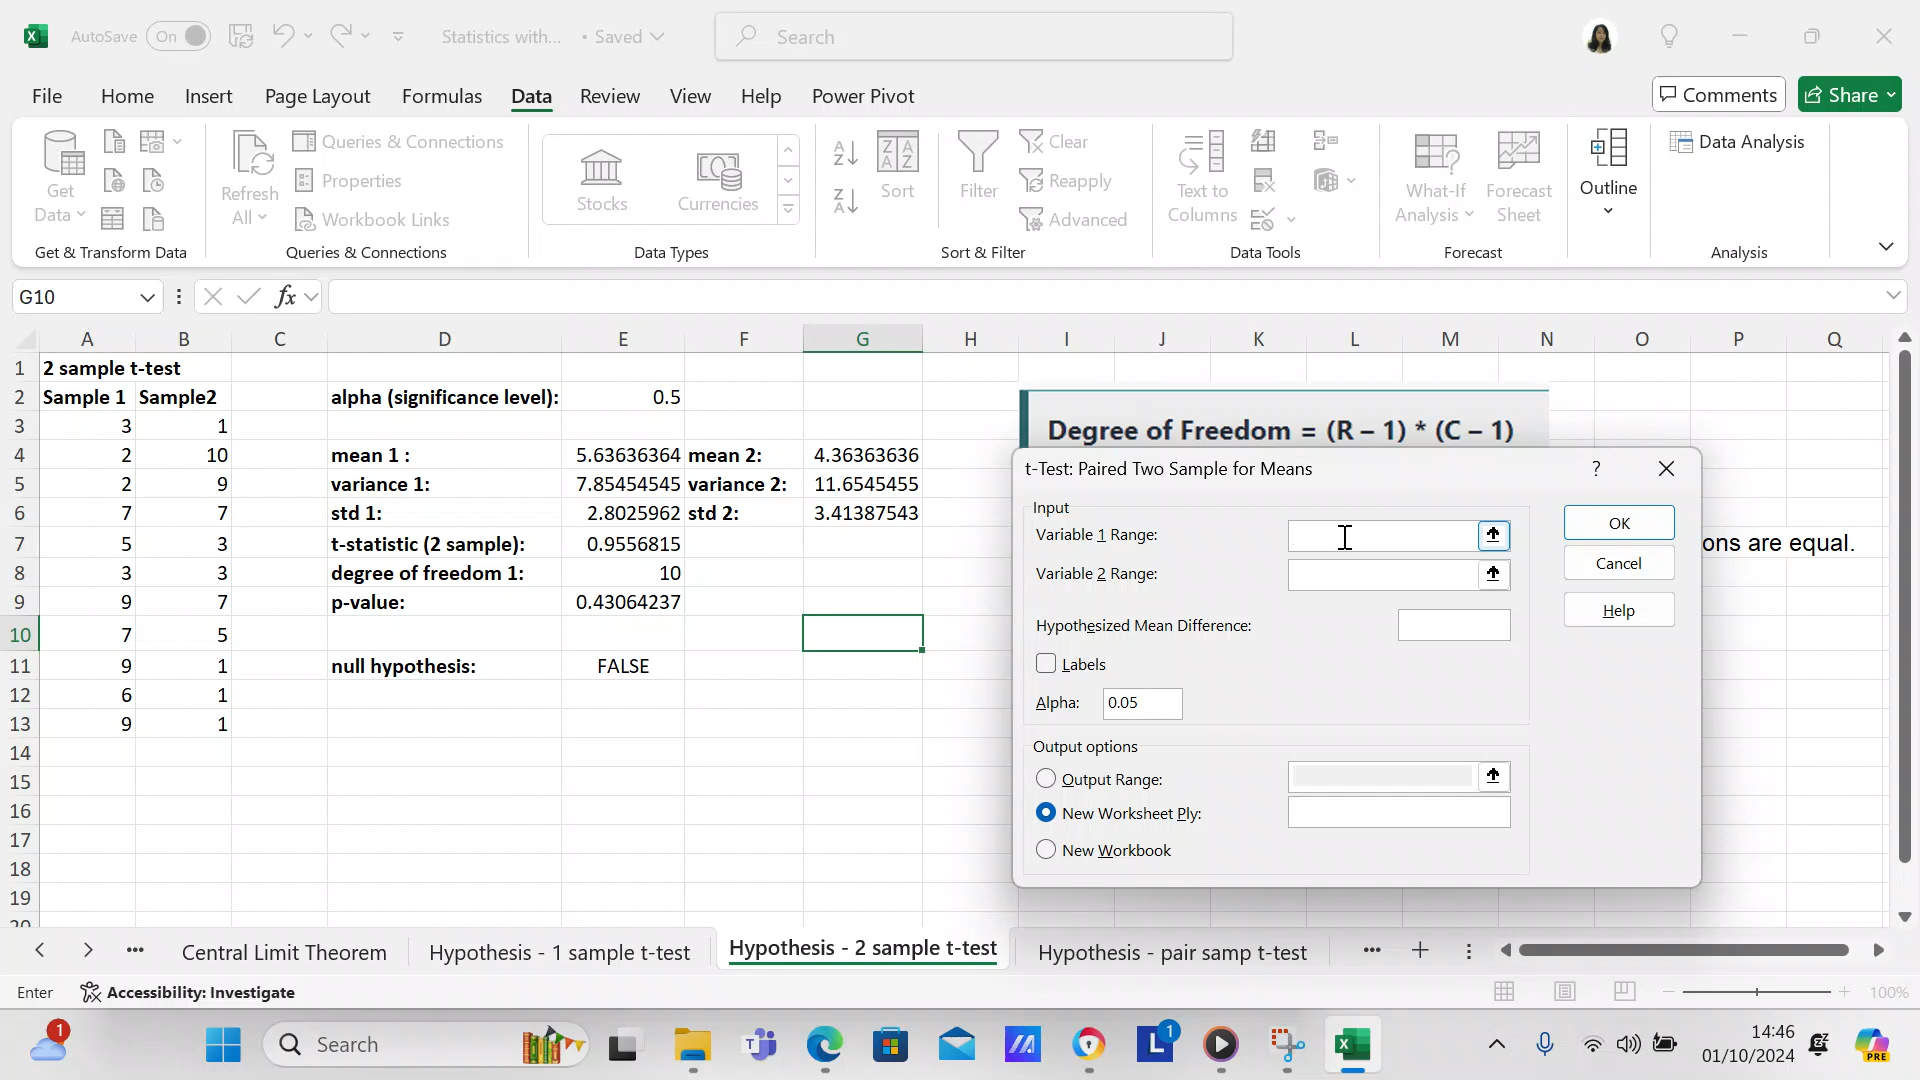 AutoSave On Statistics with... • Saved Search
File Home Insert Page Layout Formulas Data Review View Help Power Pivot Comments Share
Get Data
Refresh All
Queries & Connections
Properties
Workbook Links
Stocks Currencies
Sort Filter
Clear
Reapply
Advanced
Text to Columns
What-If Analysis
Forecast Sheet
Outline
Data Analysis
Get & Transform Data Queries & Connections Data Types Sort & Filter Data Tools Forecast Analysis
G10 fx
A B C D E F G H I J K L M N O P Q
1 2 sample t-test
2 Sample 1 Sample2 alpha (significance level): 0.5
3 3 1
4 2 10 mean 1 : 5.63636364 mean 2: 4.36363636
5 2 9 variance 1: 7.85454545 variance 2: 11.6545455
6 7 7 std 1: 2.8025962 std 2: 3.41387543
7 5 3 t-statistic (2 sample): 0.9556815
8 3 3 degree of freedom 1: 10
9 9 7 p-value: 0.43064237
10 7 5
11 9 1 null hypothesis: FALSE
12 6 1
13 9 1
14
15
16
17
18
19
20
Degree of Freedom = (R – 1) * (C – 1)
ons are equal.
t-Test: Paired Two Sample for Means ?
Input
Variable 1 Range:
Variable 2 Range:
Hypothesized Mean Difference:
Labels
Alpha: 0.05
Output options
Output Range:
New Worksheet Ply:
New Workbook
OK
Cancel
Help
Central Limit Theorem Hypothesis - 1 sample t-test Hypothesis - 2 sample t-test Hypothesis - pair samp t-test
Enter Accessibility: Investigate 100%
1 Search L 1 14:46
01/10/2024
PRE